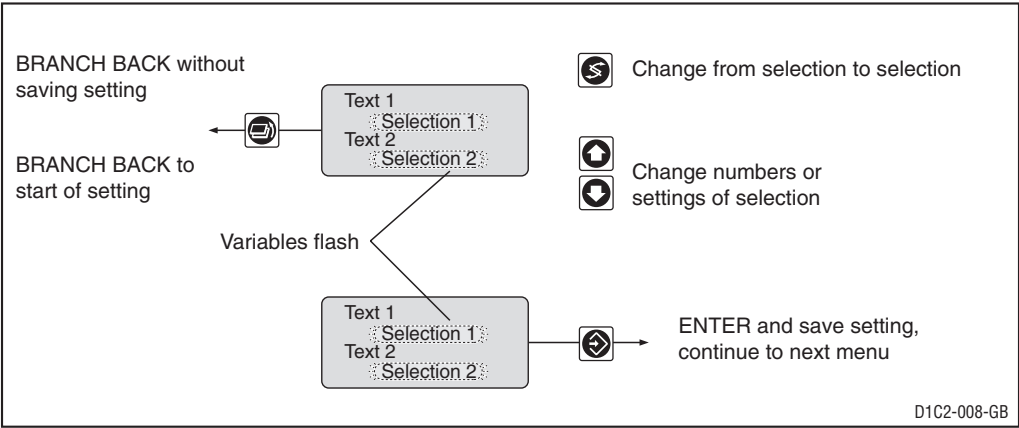 BRANCH BACK without
saving setting
BRANCH BACK to
start of setting
Text 1
Selection 1
Text 2
Selection 2
Change from selection to selection
Change numbers or
settings of selection
Variables flash
Text 1
Selection 1
Text 2
Selection 2
ENTER and save setting,
continue to next menu
D1C2-008-GB